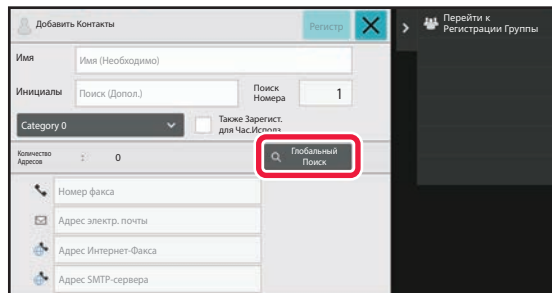 Добавить Контакты
Регистр
Перейти к
Регистрации Группы
Имя
Имя (Необходимо)
Инициалы
Поиск (Допол.)
Поиск
Номера
1
Category 0
Также Зарегист.
для Час.Исполз
Количество
Адресов
:
0
Глобальный
Поиск
Номер факса
Адрес электр. почты
Адрес Интернет-Факса
Адрес SMTP-сервера